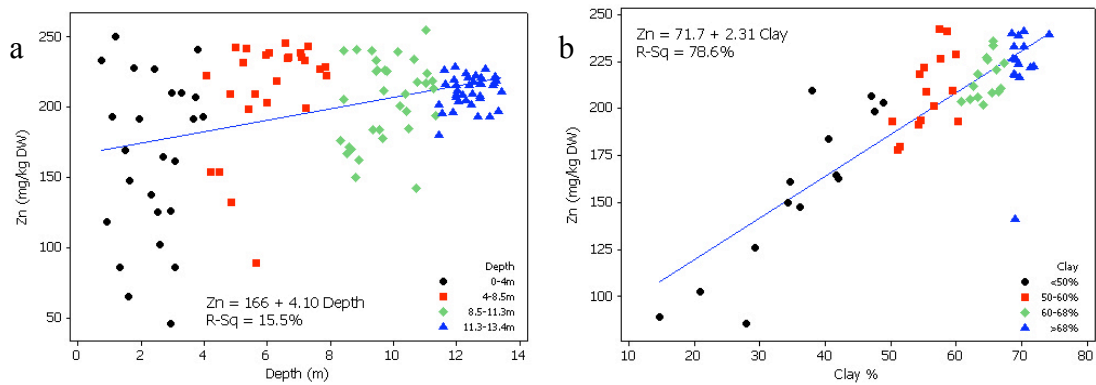 a
250
200
150
200
100
50
Zn (mg/kg DW)
Zn = 166 + 4.10 Depth
R-Sq = 15.5%
Depth
0-4m
4-8.5m
8.5-11.3m
11.3-13.4m
0 2 4 6 8 10 12 14
Depth (m)
b
250
225
200
175
150
125
100
Zn (mg/kg DW)
Zn = 71.7 + 2.31 Clay
R-Sq = 78.6%
Clay
<50%
50-60%
60-68%
>68%
10 20 30 40 50 60 70 80
Clay %